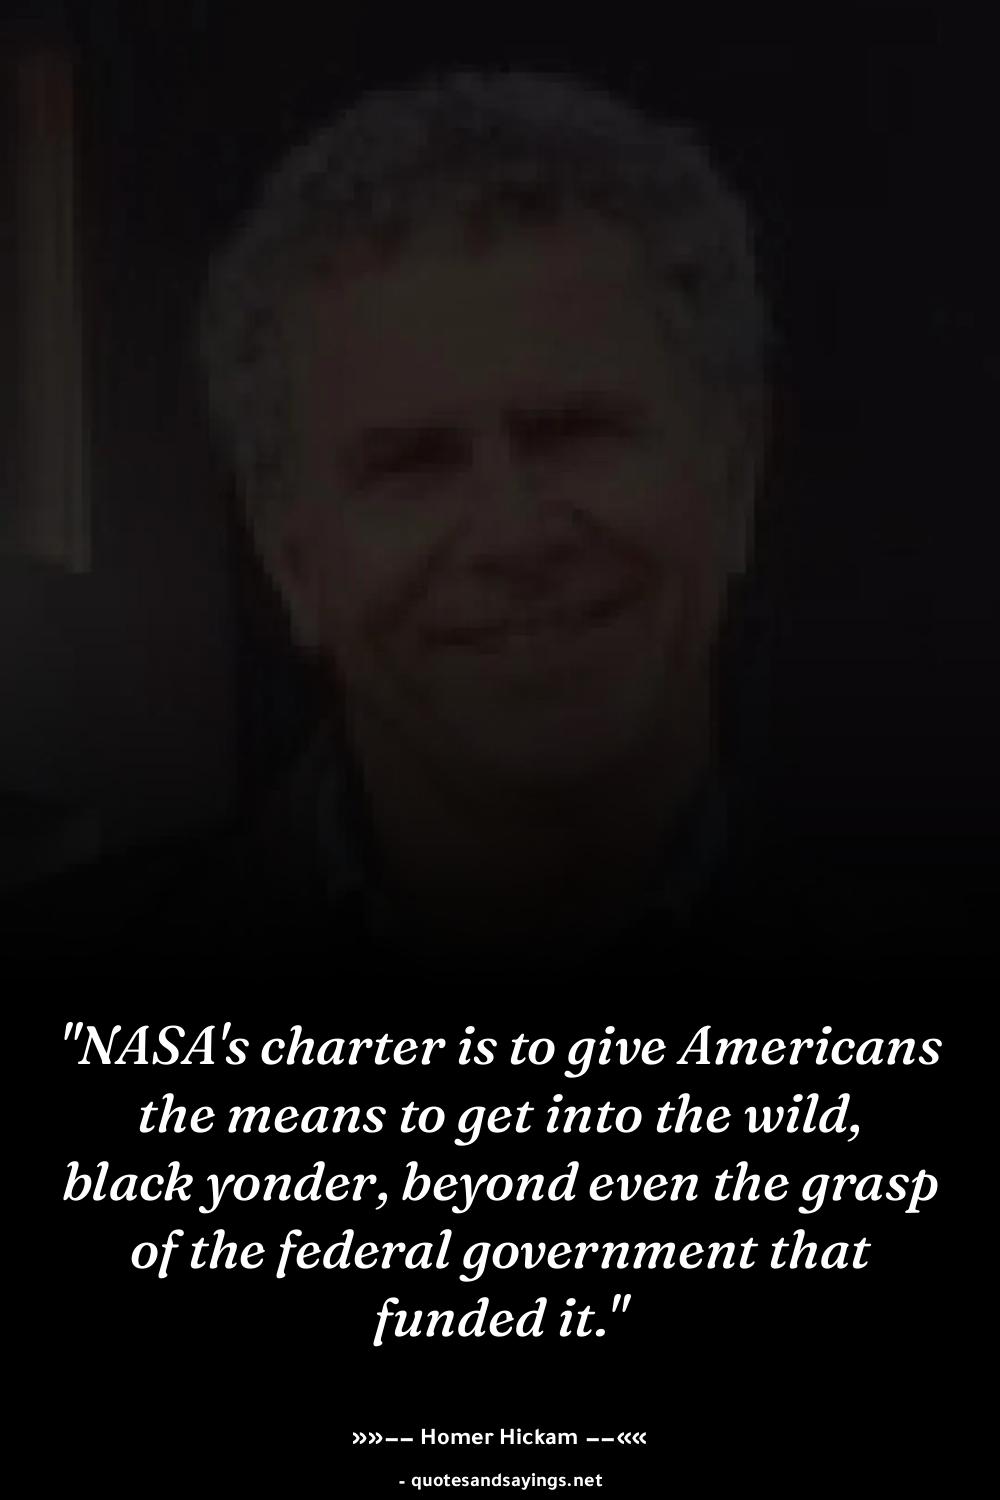 "NASA's charter is to give Americans
the means to get into the wild,
black yonder, beyond even the grasp
of the federal government that
funded it."
»»−− Homer Hickam −−««
- quotesandsayings.net